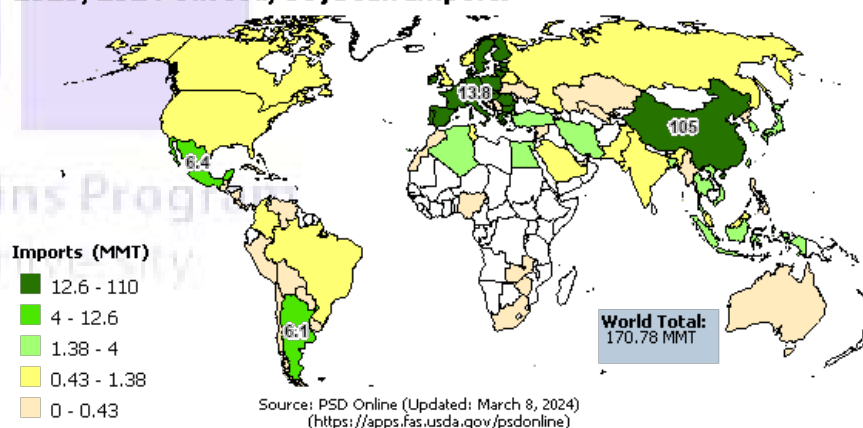 13.8
105
6.4
ins Program
Imports (MMT)
12.6 - 110
4 - 12.6
1.38 - 4
0.43 - 1.38
0 - 0.43
6.1
World Total:
170.78 MMT
Source: PSD Online (Updated: March 8, 2024)
(https://apps.fas.usda.gov/psdonline)